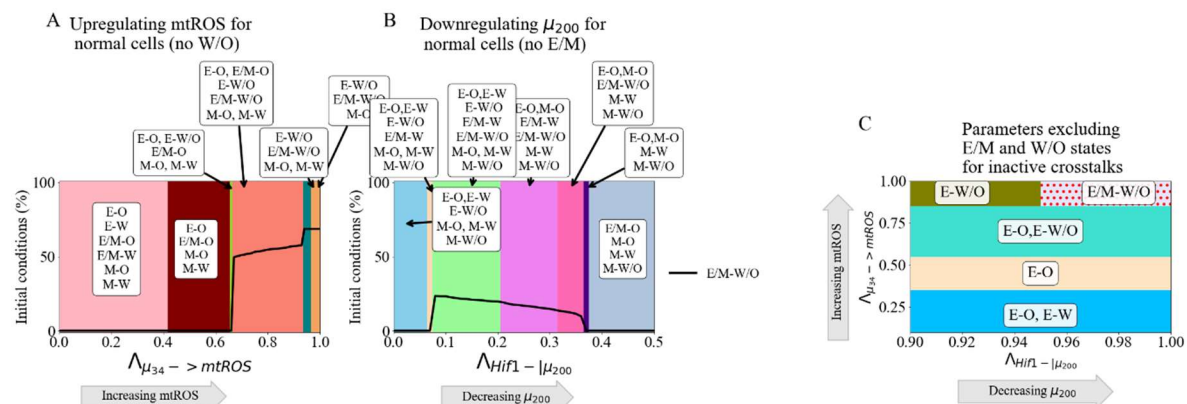 A
Upregulating mtROS for
normal cells (no W/O)
E-O, E/M-O
E-W/O
E/M-W/O
M-O, M-W
E-W/O
E/M-W/O
M-O
E-O, E-W/O
E/M-O
M-O, M-W
E-W/O
E/M-W/O
M-O, M-W
Initial conditions (%)
100
50
0
E-O
E-W
E/M-O
E/M-W
M-O
M-W
E-O
E/M-O
M-O
M-W
0.0 0.2 0.4 0.6 0.8 1.0
Λμ34 − > mtROS
Increasing mtROS
B
Downregulating μ200 for
normal cells (no E/M)
E-O,E-W
E-W/O
E/M-W
M-O, M-W
M-W/O
E-O,E-W
E-W/O
E/M-W
E/M-W/O
M-O, M-W
M-W/O
E-O,M-O
E/M-W
E/M-W/O
M-W
M-W/O
E-O,M-O
E/M-W/O
M-W
M-W/O
E-O,M-O
M-W
M-W/O
Initial conditions (%)
100
50
0
E-O,E-W
E-W/O
M-O, M-W
M-W/O
E/M-O
M-O
M-W
M-W/O
0.0 0.1 0.2 0.3 0.4 0.5
ΛHif1 − |μ200
Decreasing μ200
E/M-W/O
C
Parameters excluding
E/M and W/O states
for inactive crosstalks
Increasing mtROS
Λμ34 − > mtROS
1.00
0.75
0.50
0.25
E-W/O
E/M-W/O
E-O,E-W/O
E-O
E-O, E-W
0.90 0.92 0.94 0.96 0.98 1.00
ΛHif1 − |μ200
Decreasing μ200